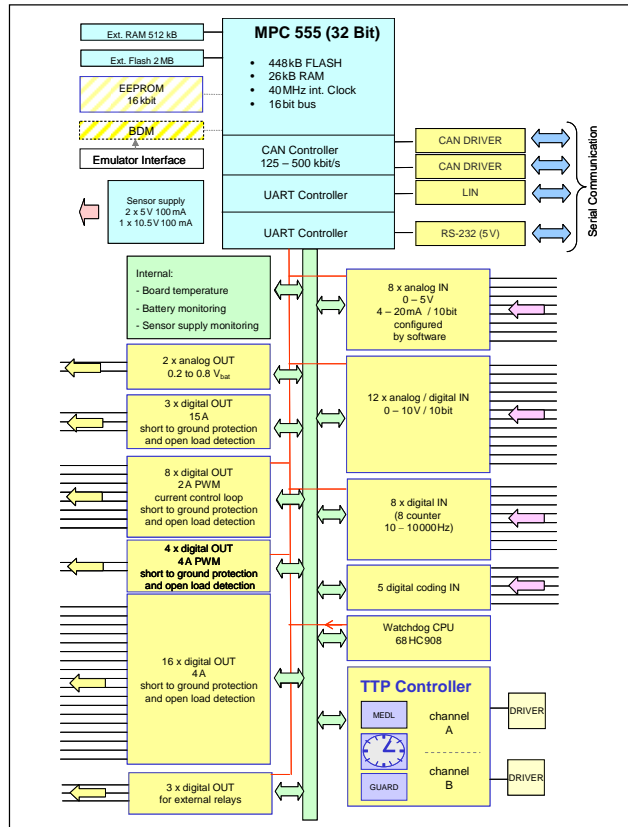 Ext. RAM 512 kB
Ext. Flash 2 MB
EEPROM
16 kbit
BDM
Emulator Interface
Sensor supply
2 x 5V 100 mA
1 x 10.5V 100 mA
MPC 555 (32 Bit)
• 448kB FLASH
• 26kB RAM
• 40MHz int. Clock
• 16bit bus
CAN Controller
125 – 500 kbit/s
UART Controller
UART Controller
CAN DRIVER
CAN DRIVER
LIN
RS-232 (5V)
Serial Communication
Internal:
- Board temperature
- Battery monitoring
- Sensor supply monitoring
2 x analog OUT
0.2 to 0.8 Vbat
3 x digital OUT
15A
short to ground protection
and open load detection
8 x digital OUT
2A PWM
current control loop
short to ground protection
and open load detection
4 x digital OUT
4A PWM
short to ground protection
and open load detection
16 x digital OUT
4A
short to ground protection
and open load detection
3 x digital OUT
for external relays
8 x analog IN
0 – 5V
4 – 20mA / 10bit
configured
by software
12 x analog / digital IN
0 – 10V / 10bit
8 x digital IN
(8 counter
10 – 10000Hz)
5 digital coding IN
Watchdog CPU
68HC908
TTP Controller
MEDL
GUARD
channel
A
channel
B
DRIVER
DRIVER